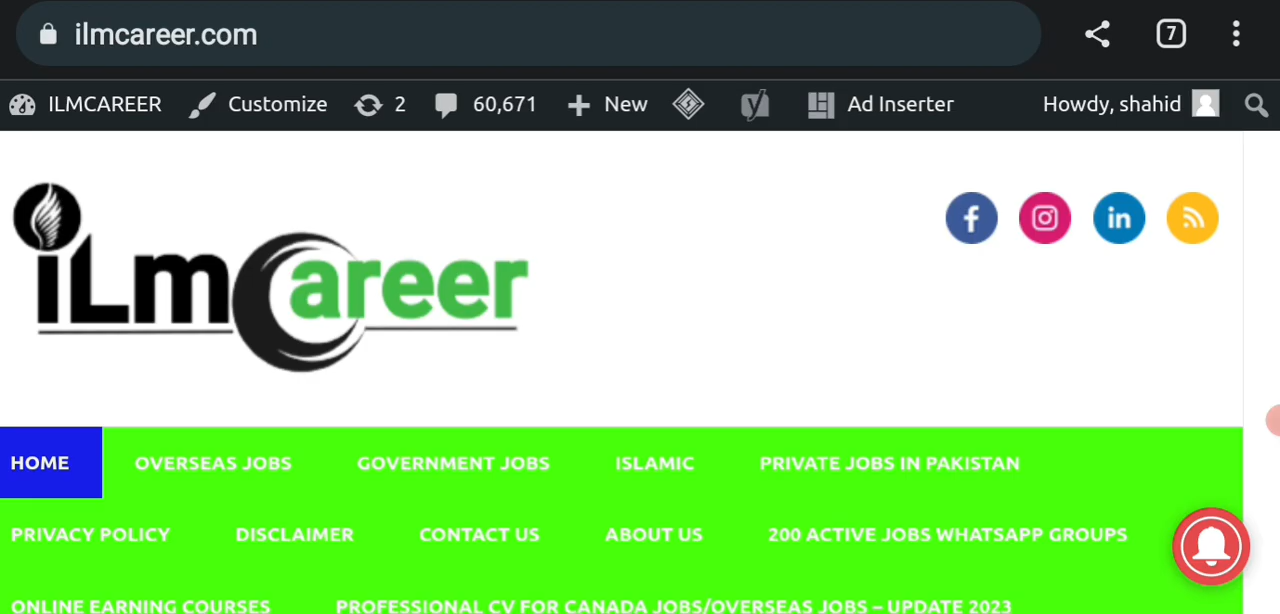 ilmcareer.com 7
ILMCAREER Customize 2 60,671 New Ad Inserter Howdy, shahid
iLmCareer
HOME OVERSEAS JOBS GOVERNMENT JOBS ISLAMIC PRIVATE JOBS IN PAKISTAN
PRIVACY POLICY DISCLAIMER CONTACT US ABOUT US 200 ACTIVE JOBS WHATSAPP GROUPS
ONLINE EARNING COURSES PROFESSIONAL CV FOR CANADA JOBS/OVERSEAS JOBS – UPDATE 2023